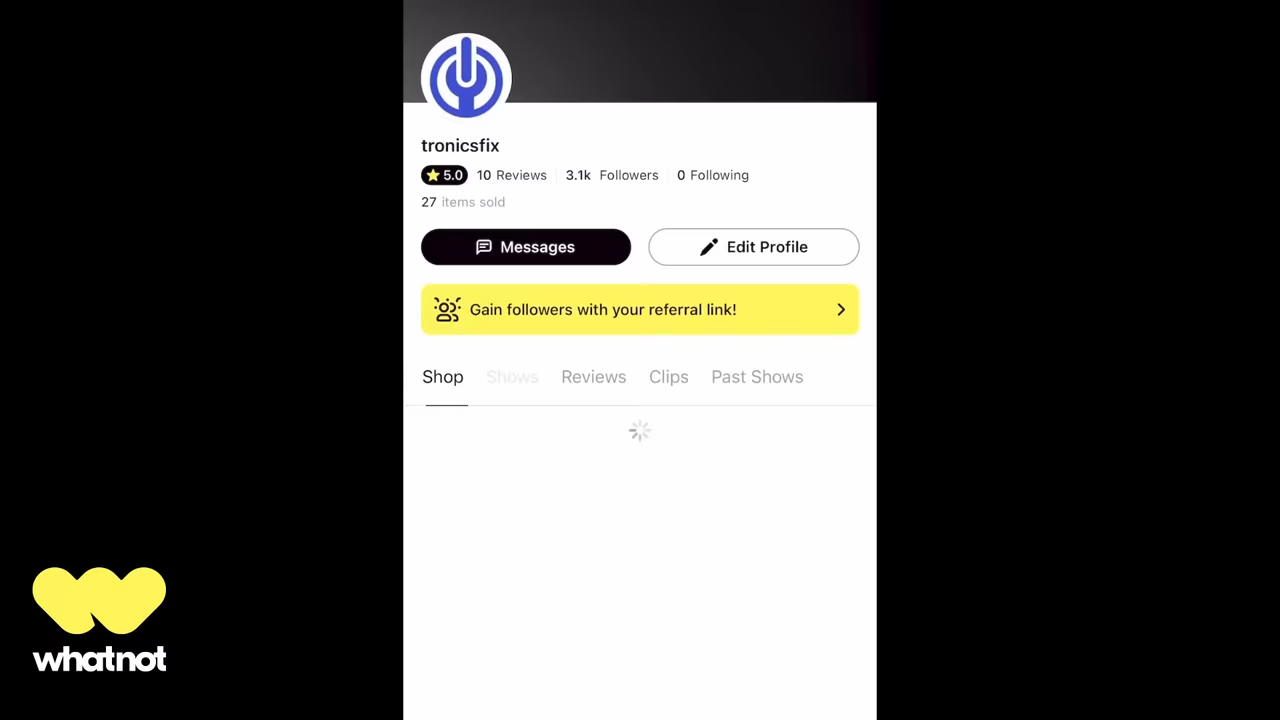 tronicsfix
5.0 10 Reviews 3.1k Followers 0 Following
27 items sold
Messages Edit Profile
Gain followers with your referral link!
Shop Shows Reviews Clips Past Shows
whatnot